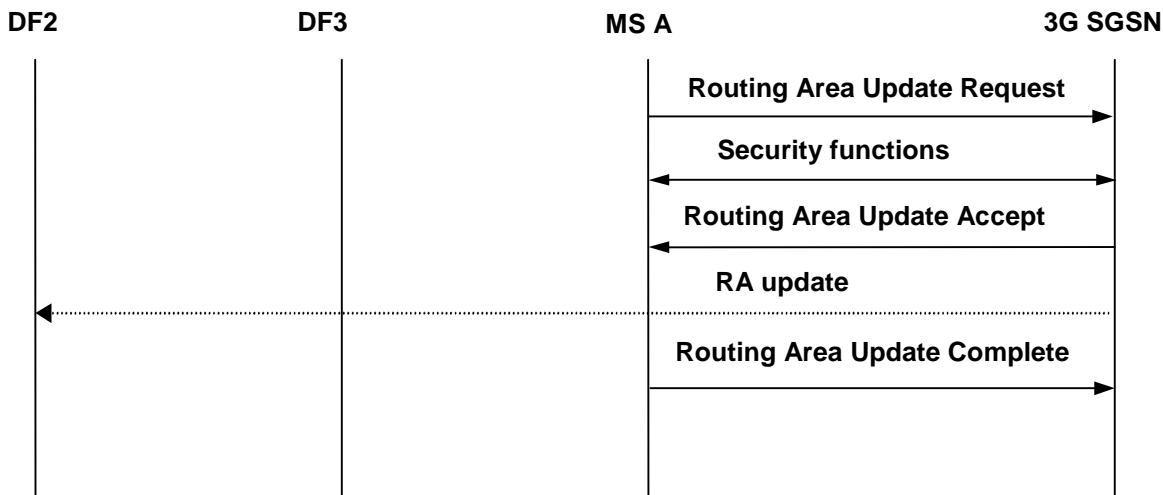 DF2
DF3
MS A
3G SGSN
Routing Area Update Request
Security functions
Routing Area Update Accept
RA update
Routing Area Update Complete